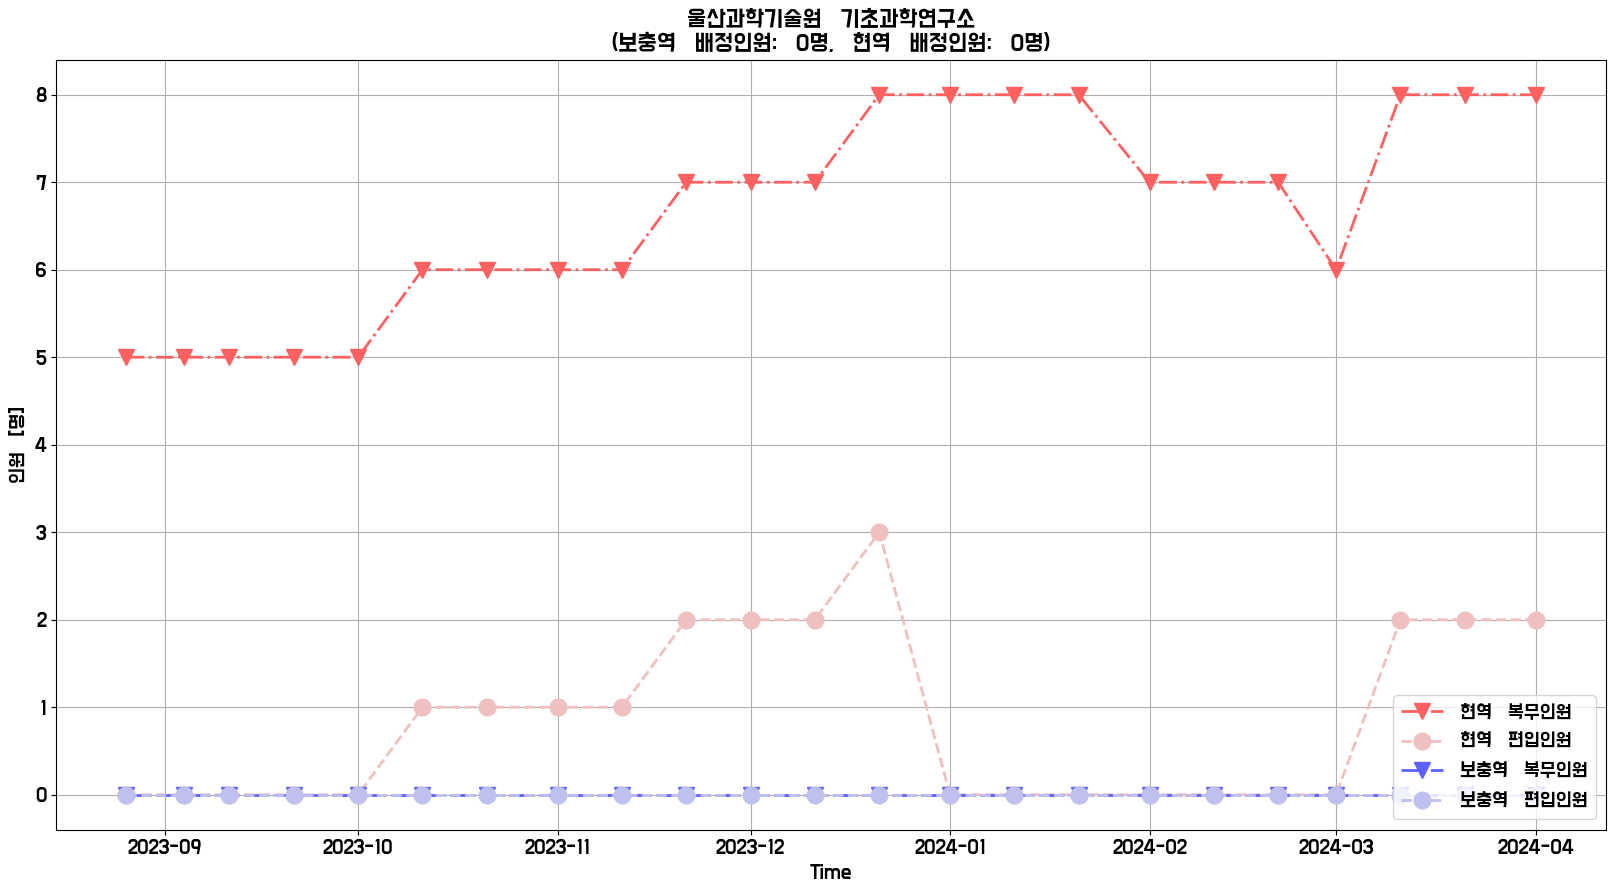 울산과학기술원 기초과학연구소
(보충역 배정인원: 0명, 현역 배정인원: 0명)
8
7
6
5
4
3
2
1
0
인원 [명]
현역 복무인원
현역 편입인원
보충역 복무인원
보충역 편입인원
2023-09 2023-10 2023-11 2023-12 2024-01 2024-02 2024-03 2024-04
Time